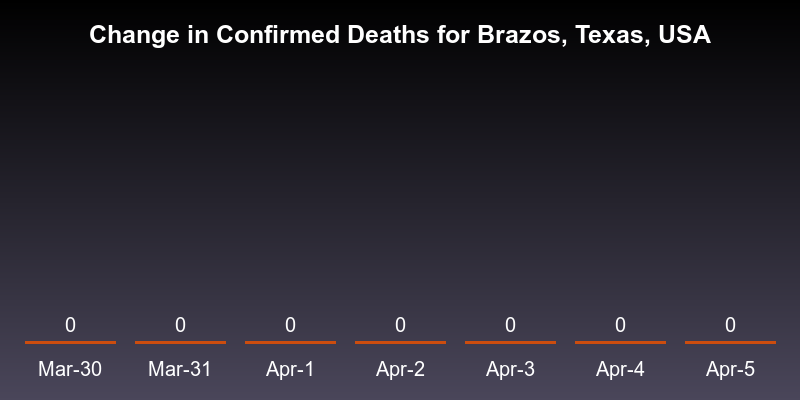 Change in Confirmed Deaths for Brazos, Texas, USA
0 0 0 0 0 0 0
Mar-30 Mar-31 Apr-1 Apr-2 Apr-3 Apr-4 Apr-5